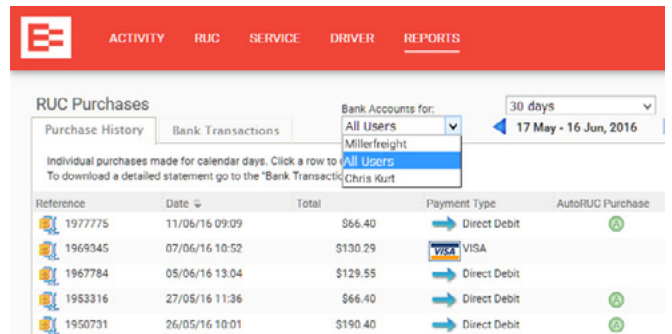 ACTIVITY RUC SERVICE DRIVER REPORTS
RUC Purchases
Bank Accounts for:
30 days
Purchase History Bank Transactions
All Users
17 May - 16 Jun, 2016
Millerfreight
All Users
Chris Kurt
Individual purchases made for calendar days. Click a row to
To download a detailed statement go to the "Bank
Reference Date Total Payment Type AutoRUC Purchase
1977775 11/06/16 09:09 $66.40 Direct Debit A
1969345 07/06/16 10:52 $130.29 VISA VISA
1967784 05/06/16 13:04 $129.55 Direct Debit
1953316 27/05/16 11:36 $66.40 Direct Debit A
1950731 26/05/16 10:01 $190.40 Direct Debit A